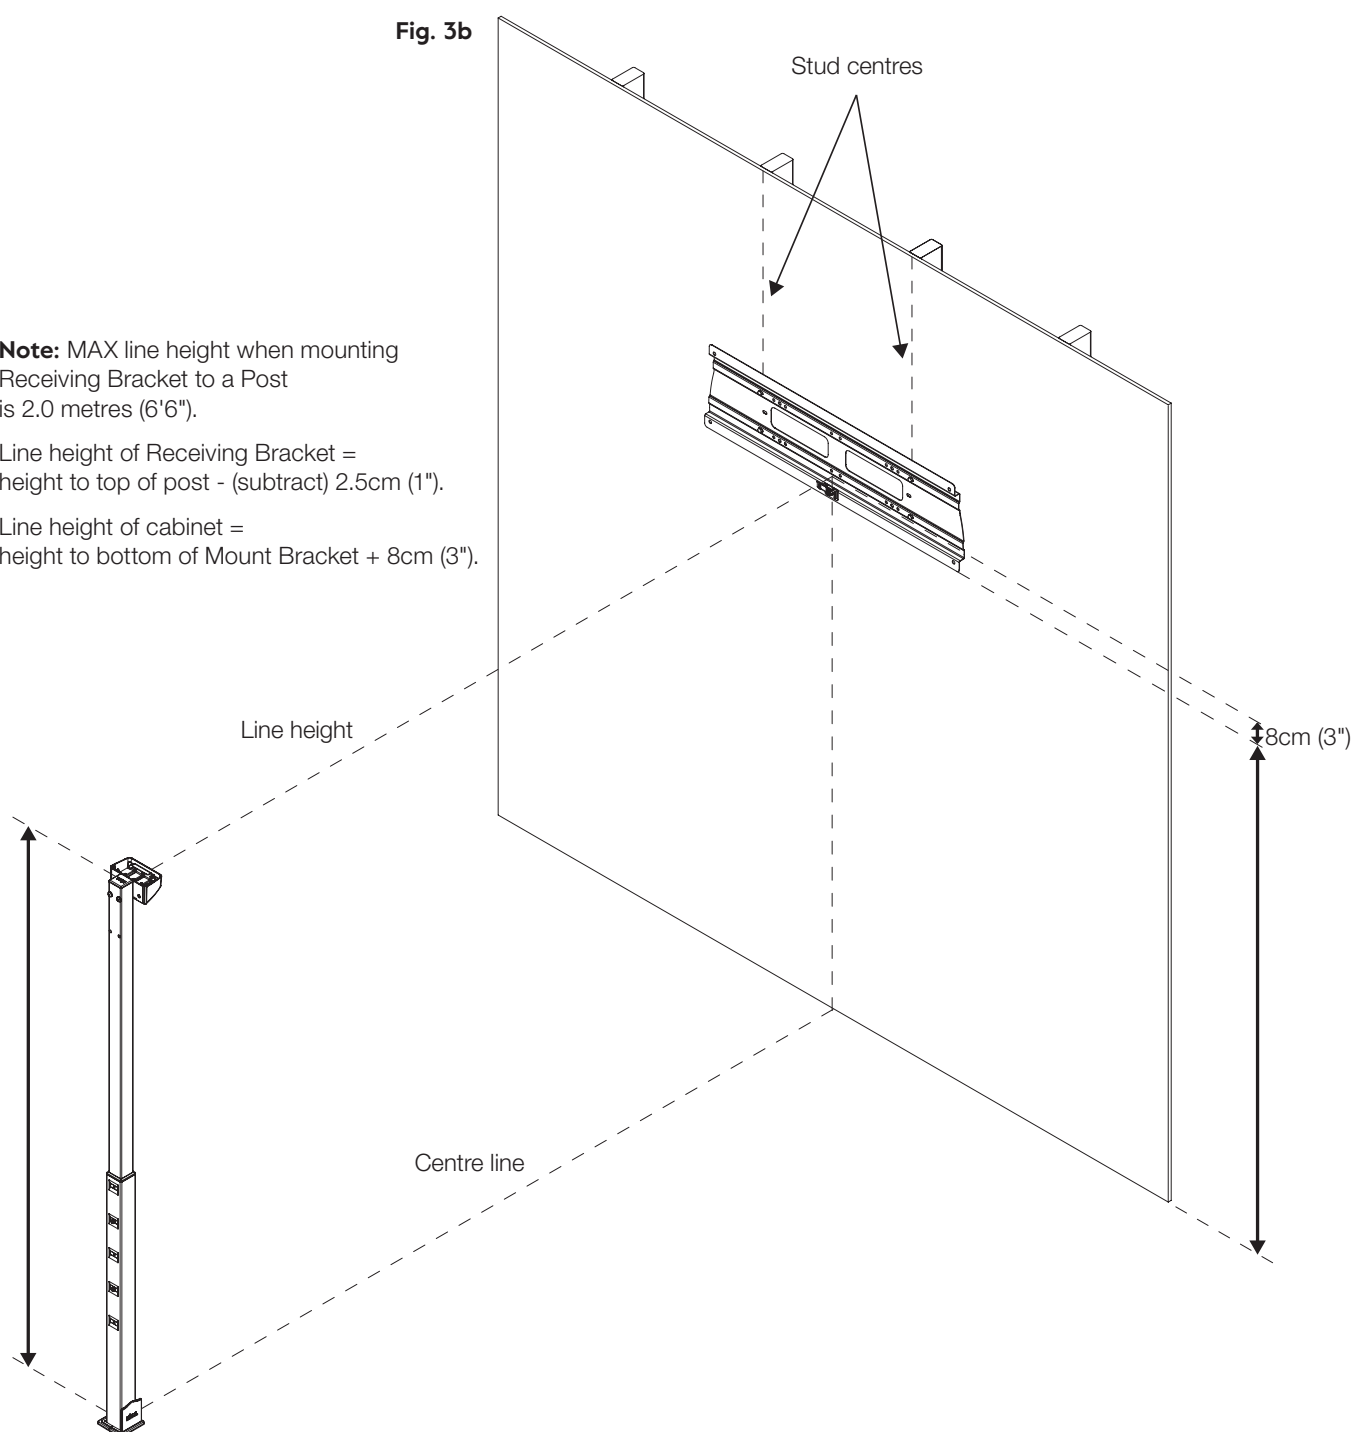 Fig. 3b
Stud centres
Note: MAX line height when mounting
Receiving Bracket to a Post
is 2.0 metres (6'6").
Line height of Receiving Bracket =
height to top of post - (subtract) 2.5cm (1").
Line height of cabinet =
height to bottom of Mount Bracket + 8cm (3").
Line height
8cm (3")
Centre line